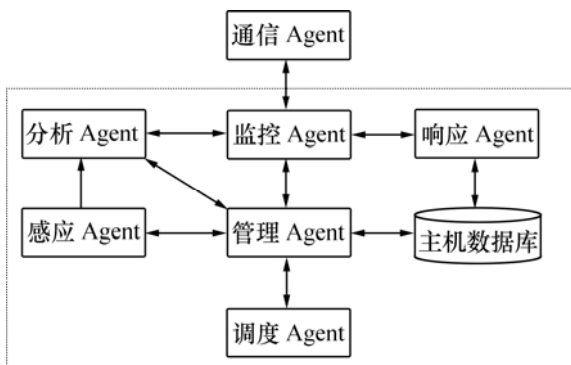 通信 Agent
分析 Agent
监控 Agent
响应 Agent
感应 Agent
管理 Agent
主机数据库
调度 Agent